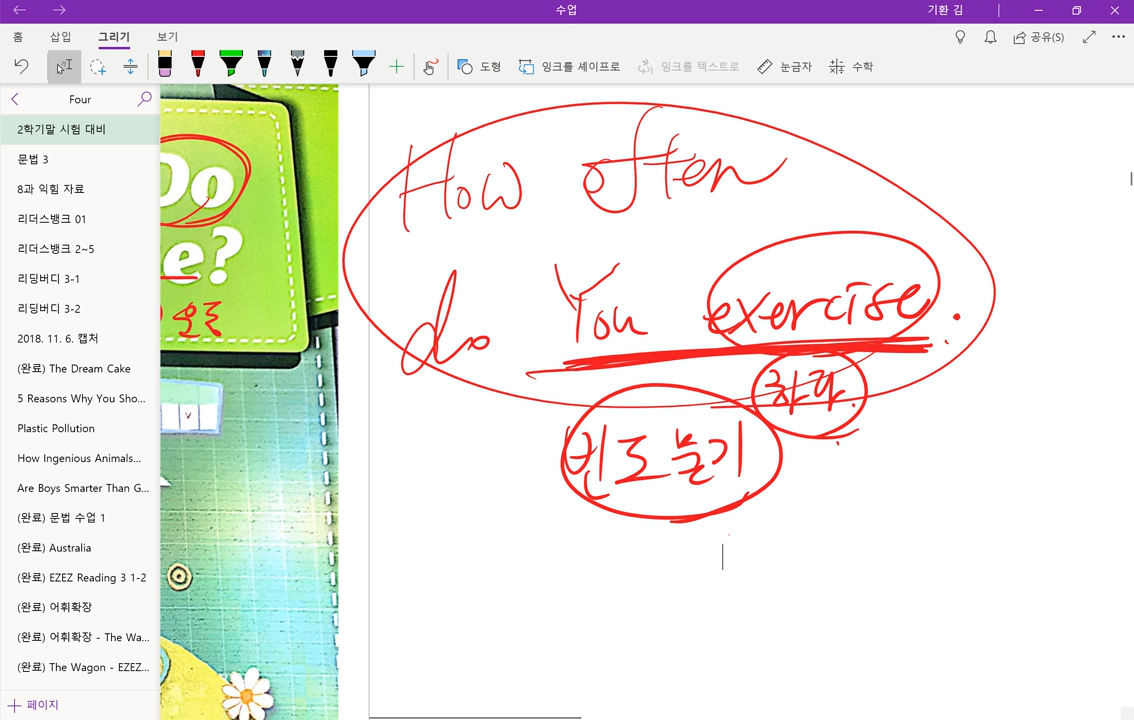 수업
기환 김
홈 삽입 그리기 보기
공유(S)
도형 잉크를 셰이프로 잉크를 텍스트로 눈금자 수학
Four
2학기말 시험 대비
문법 3
8과 익힘 자료
리더스뱅크 01
리더스뱅크 2~5
리딩버디 3-1
리딩버디 3-2
2018. 11. 6. 캡처
(완료) The Dream Cake
5 Reasons Why You Sho...
Plastic Pollution
How Ingenious Animals...
Are Boys Smarter Than G...
(완료) 문법 수업 1
(완료) Australia
(완료) EZEZ Reading 3 1-2
(완료) 어휘확장
(완료) 어휘확장 - The Wa...
(완료) The Wagon - EZEZ...
페이지
Do
e?
How often
do You exercise.
하다.
빈도 묻기